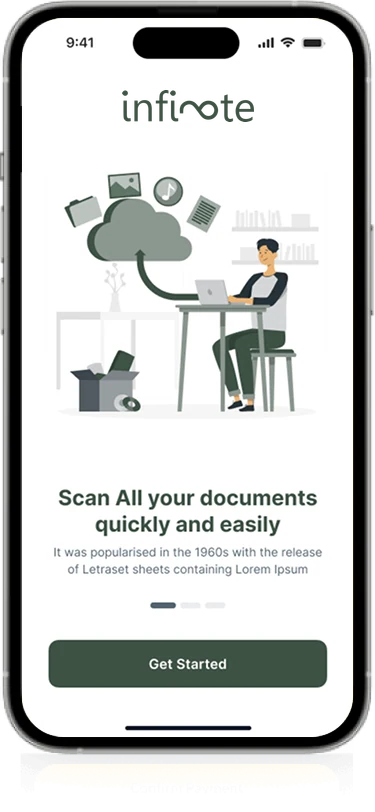 9:41
infinote
Scan All your documents
quickly and easily
It was popularised in the 1960s with the release
of Letraset sheets containing Lorem Ipsum
Get Started